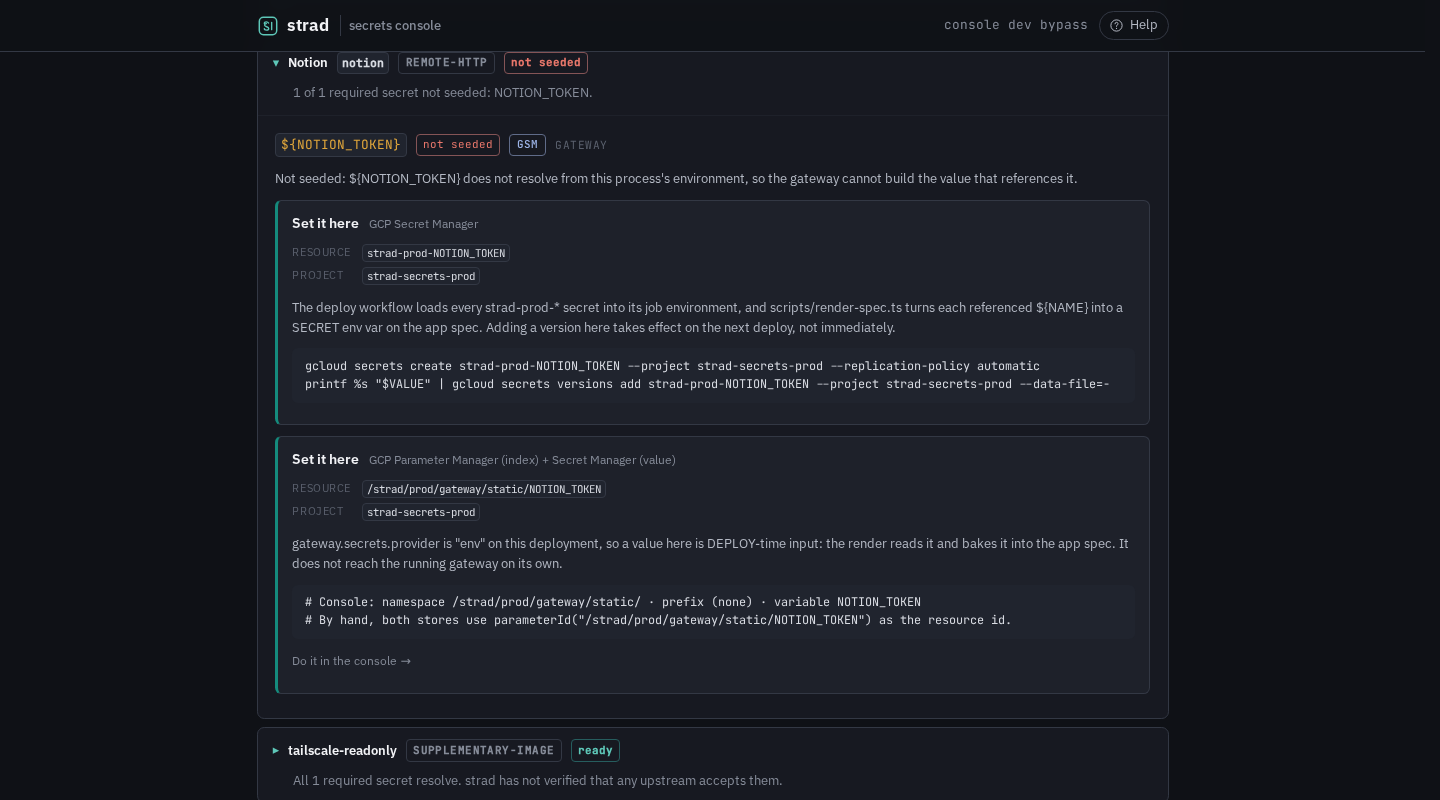 strad
secrets console
console dev bypass
Help
Notion notion REMOTE-HTTP not seeded
1 of 1 required secret not seeded: NOTION_TOKEN.
${NOTION_TOKEN} not seeded GSM GATEWAY
Not seeded: ${NOTION_TOKEN} does not resolve from this process's environment, so the gateway cannot build the value that references it.
Set it here GCP Secret Manager
RESOURCE strad-prod-NOTION_TOKEN
PROJECT strad-secrets-prod
The deploy workflow loads every strad-prod-* secret into its job environment, and scripts/render-spec.ts turns each referenced ${NAME} into a
SECRET env var on the app spec. Adding a version here takes effect on the next deploy, not immediately.
gcloud secrets create strad-prod-NOTION_TOKEN --project strad-secrets-prod --replication-policy automatic
printf %s "$VALUE" | gcloud secrets versions add strad-prod-NOTION_TOKEN --project strad-secrets-prod --data-file=-
Set it here GCP Parameter Manager (index) + Secret Manager (value)
RESOURCE /strad/prod/gateway/static/NOTION_TOKEN
PROJECT strad-secrets-prod
gateway.secrets.provider is "env" on this deployment, so a value here is DEPLOY-time input: the render reads it and bakes it into the app spec. It
does not reach the running gateway on its own.
# Console: namespace /strad/prod/gateway/static/ · prefix (none) · variable NOTION_TOKEN
# By hand, both stores use parameterId("/strad/prod/gateway/static/NOTION_TOKEN") as the resource id.
Do it in the console →
tailscale-readonly SUPPLEMENTARY-IMAGE ready
All 1 required secret resolve. strad has not verified that any upstream accepts them.